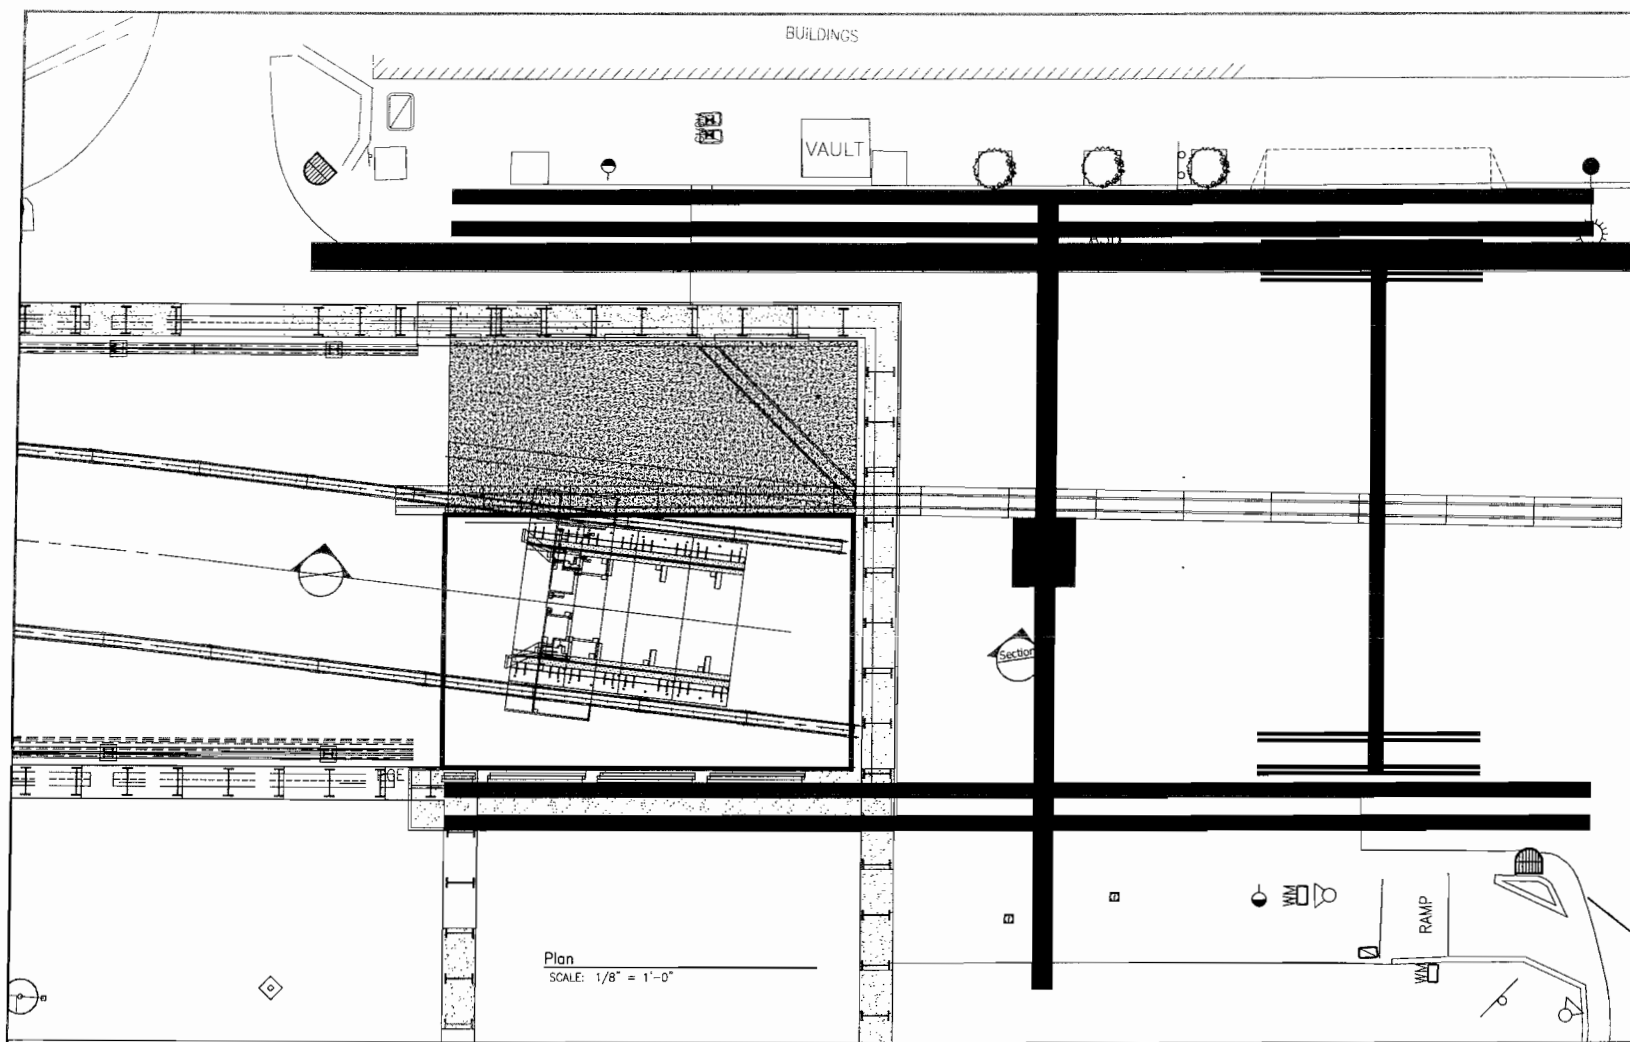 BUILDINGS
VAULT
Section
WM
RAMP
WM
Plan
SCALE: 1/8" = 1'-0"